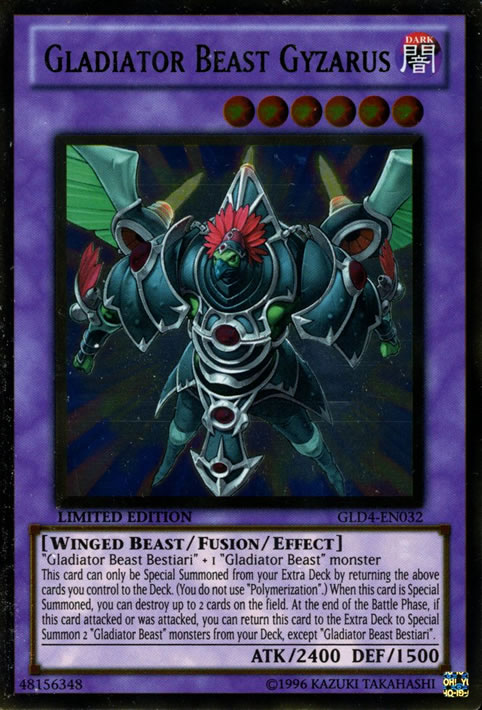 GLADIATOR BEAST GYZARUS
DARK
闇
LIMITED EDITION
GLD4-EN032
[WINGED BEAST/FUSION/EFFECT]
"Gladiator Beast Bestiari" + 1 "Gladiator Beast" monster
This card can only be Special Summoned from your Extra Deck by returning the above
cards you control to the Deck. (You do not use "Polymerization".) When this card is Special
Summoned, you can destroy up to 2 cards on the field. At the end of the Battle Phase, if
this card attacked or was attacked, you can return this card to the Extra Deck to Special
Summon 2 "Gladiator Beast" monsters from your Deck, except "Gladiator Beast Bestiari".
ATK/2400 DEF/1500
48156348
©1996 KAZUKI TAKAHASHI